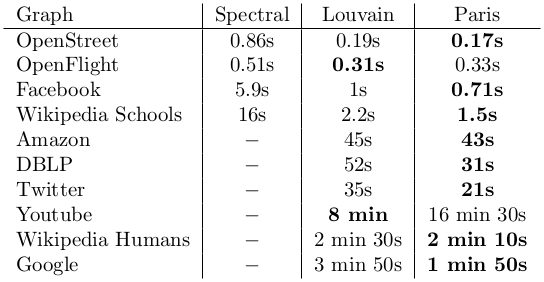 Graph Spectral Louvain Paris
OpenStreet 0.86s 0.19s 0.17s
OpenFlight 0.51s 0.31s 0.33s
Facebook 5.9s 1s 0.71s
Wikipedia Schools 16s 2.2s 1.5s
Amazon − 45s 43s
DBLP − 52s 31s
Twitter − 35s 21s
Youtube − 8 min 16 min 30s
Wikipedia Humans − 2 min 30s 2 min 10s
Google − 3 min 50s 1 min 50s